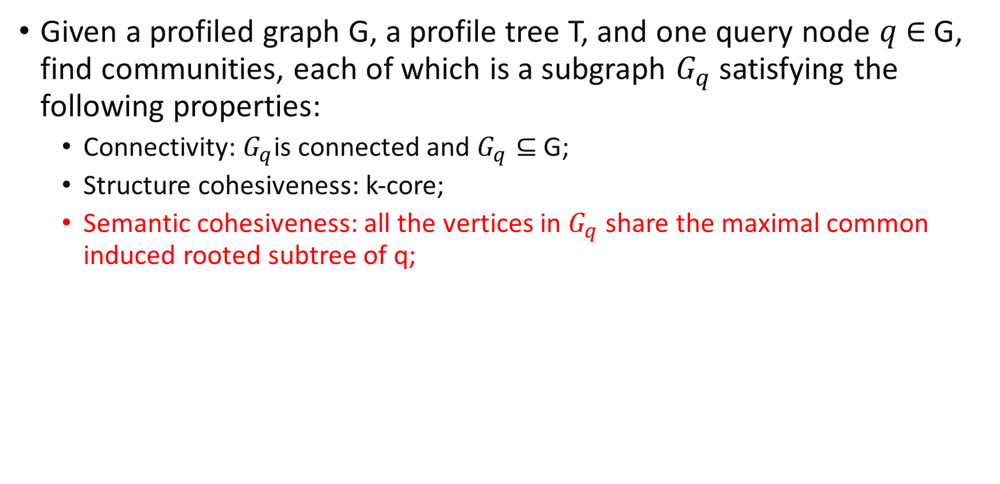 • Given a profiled graph G, a profile tree T, and one query node q ∈ G,
find communities, each of which is a subgraph G_q satisfying the
following properties:
• Connectivity: G_q is connected and G_q ⊆ G;
• Structure cohesiveness: k-core;
• Semantic cohesiveness: all the vertices in G_q share the maximal common
induced rooted subtree of q;